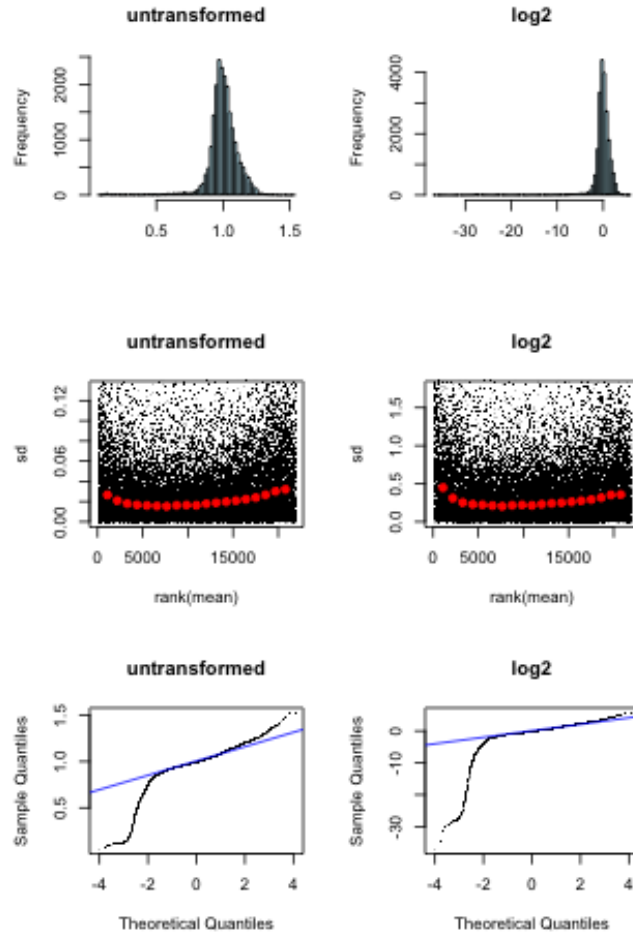 untransformed log2
Frequency
0 1000 2000
0.5 1.0 1.5
Frequency
0 2000 4000
-30 -20 -10 0
untransformed log2
sd
0.00 0.06 0.12
0 5000 15000
rank(mean)
sd
0.0 0.5 1.0 1.5
0 5000 15000
rank(mean)
untransformed log2
Sample Quantiles
0.5 1.0 1.5
-4 -2 0 2 4
Theoretical Quantiles
Sample Quantiles
-30 -10 0
-4 -2 0 2 4
Theoretical Quantiles